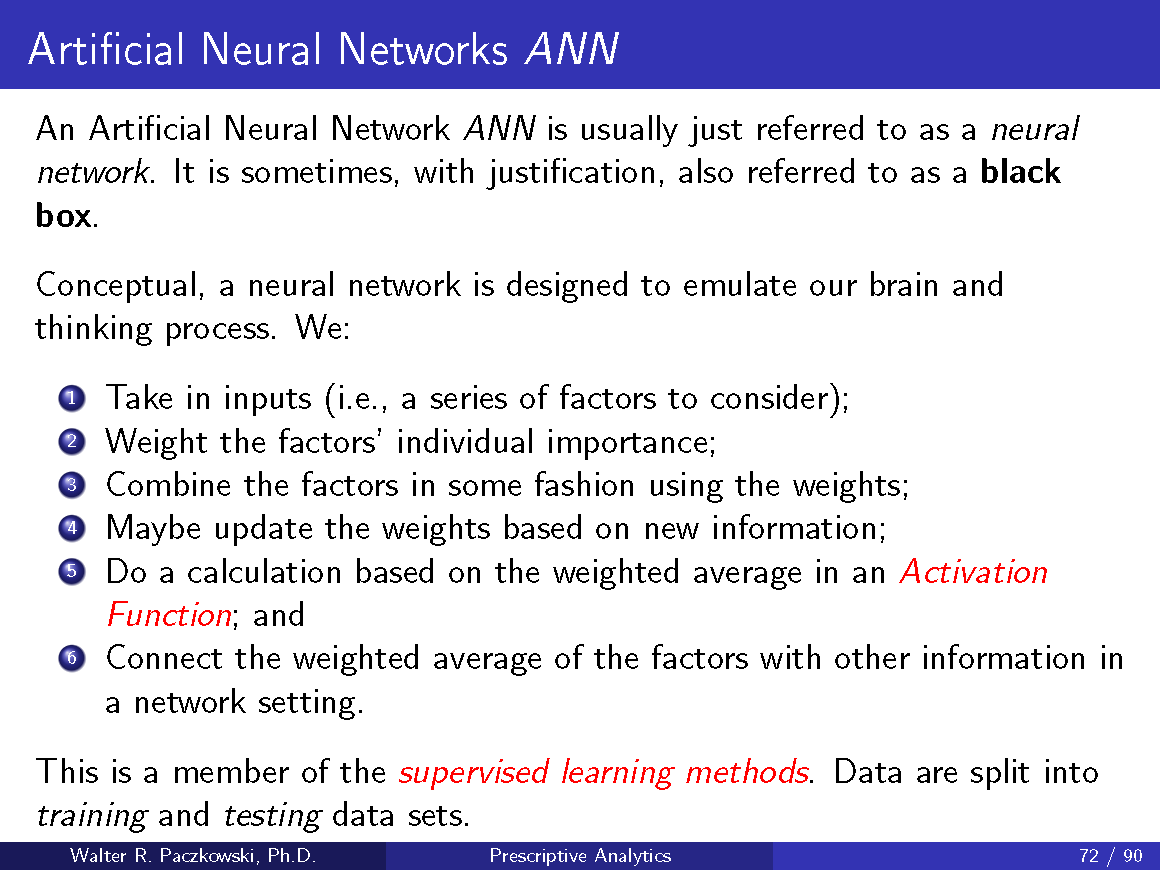 Artificial Neural Networks ANN
An Artificial Neural Network ANN is usually just referred to as a neural
network. It is sometimes, with justification, also referred to as a black
box.
Conceptual, a neural network is designed to emulate our brain and
thinking process. We:
1 Take in inputs (i.e., a series of factors to consider);
2 Weight the factors' individual importance;
3 Combine the factors in some fashion using the weights;
4 Maybe update the weights based on new information;
5 Do a calculation based on the weighted average in an Activation
Function; and
6 Connect the weighted average of the factors with other information in
a network setting.
This is a member of the supervised learning methods. Data are split into
training and testing data sets.
Walter R. Paczkowski, Ph.D. Prescriptive Analytics 72 / 90